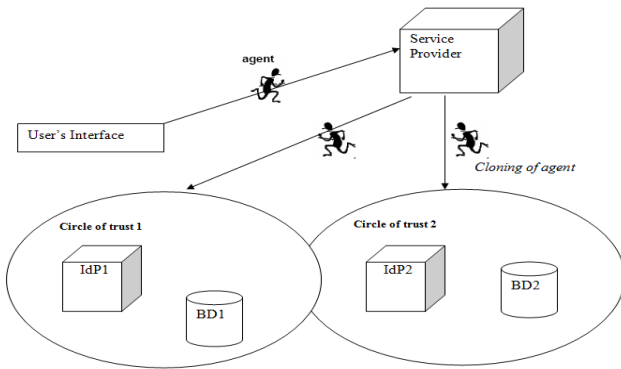 Service
Provider
agent
User's Interface
Cloning of agent
Circle of trust 1
Circle of trust 2
IdP1
IdP2
BD1
BD2